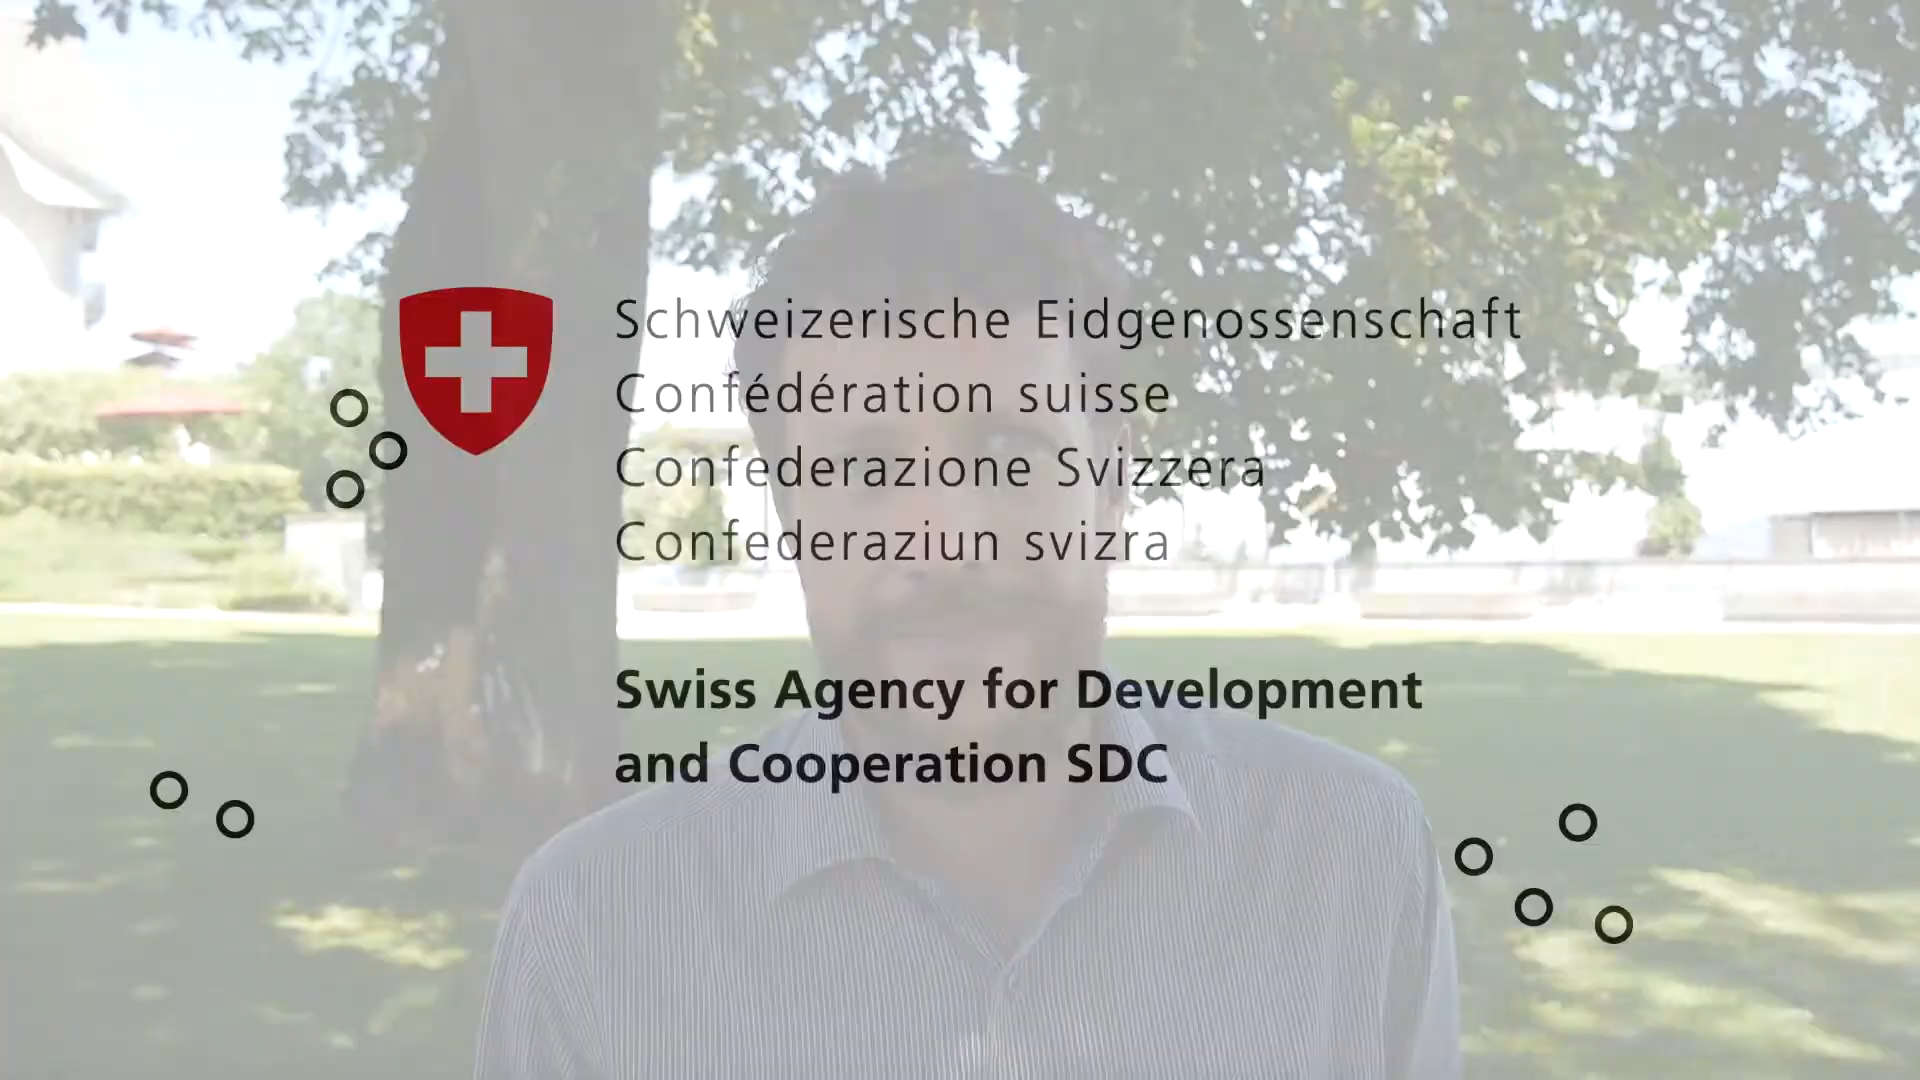 Schweizerische Eidgenossenschaft
Confédération suisse
Confederazione Svizzera
Confederaziun svizra
Swiss Agency for Development
and Cooperation SDC